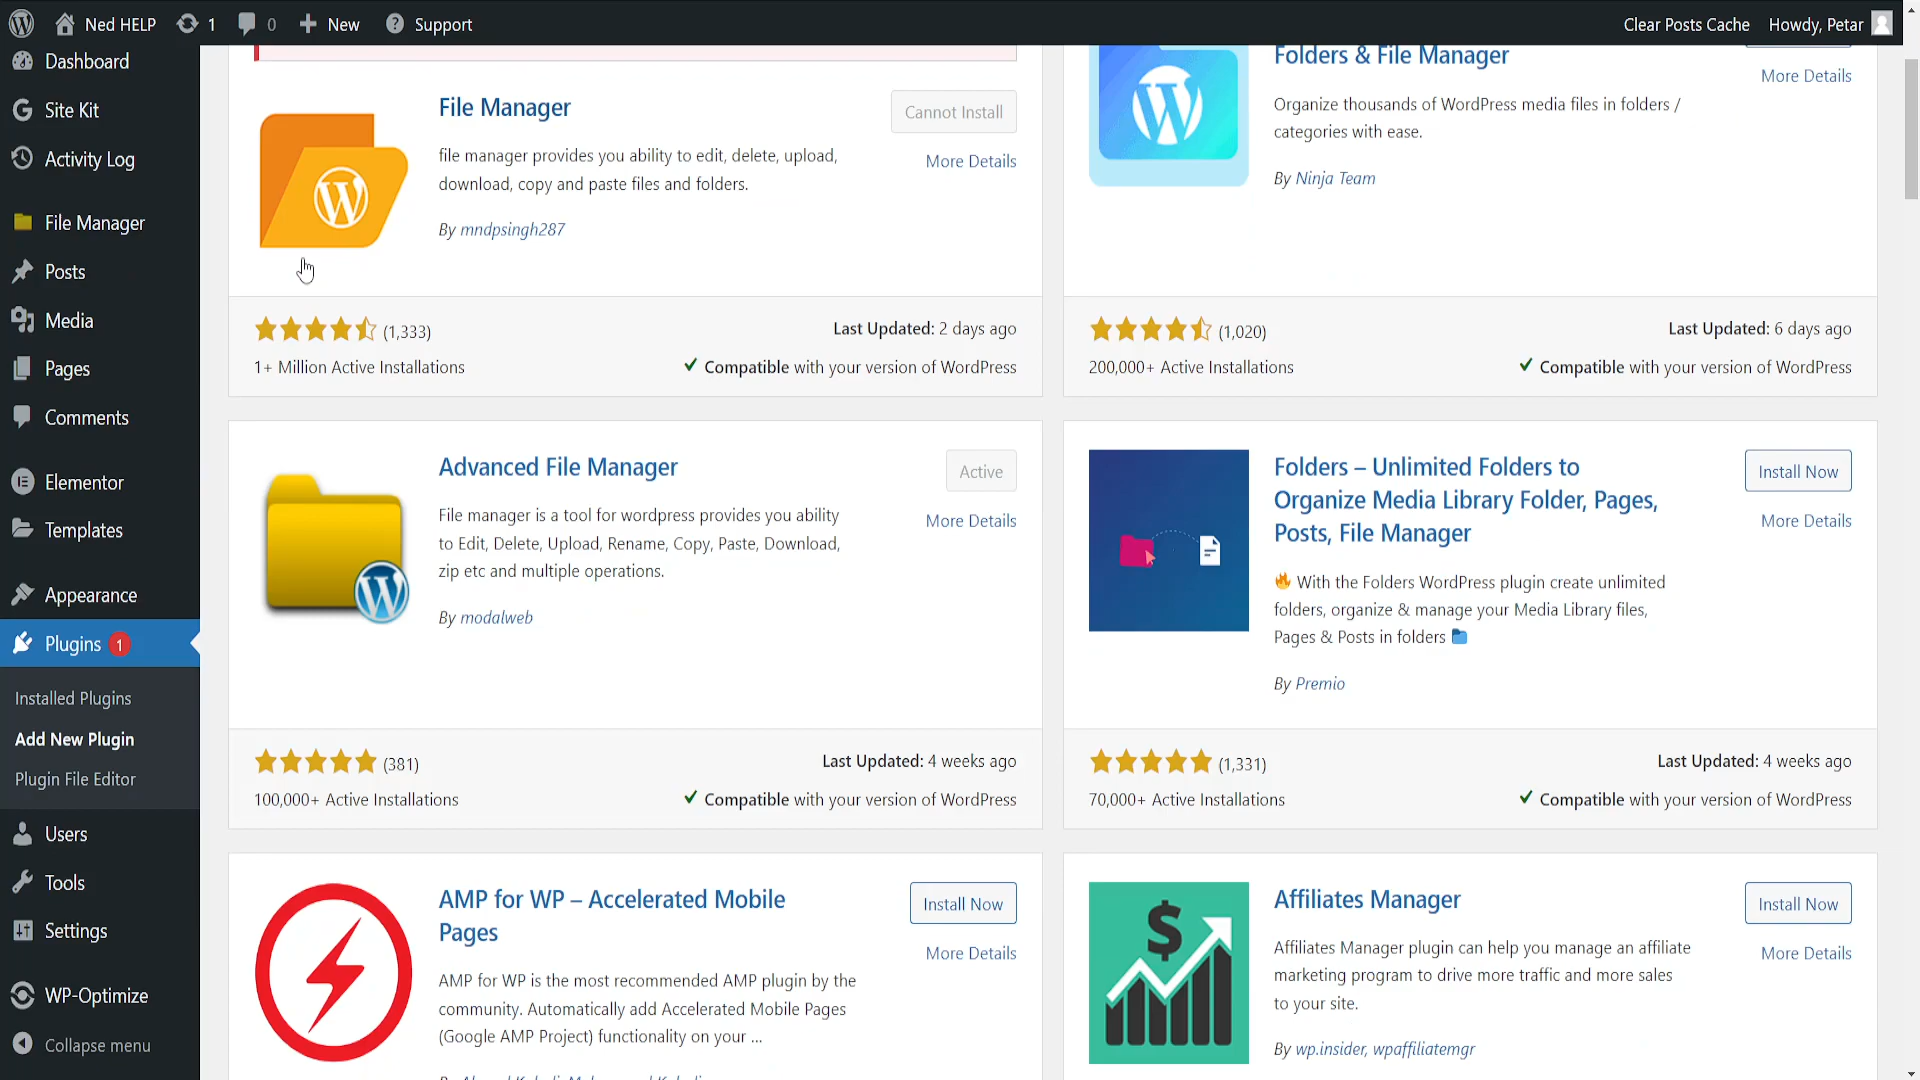 Ned HELP
1
0
New
Support
Clear Posts Cache
Howdy, Petar
Dashboard
Site Kit
Activity Log
File Manager
Posts
Media
Pages
Comments
Elementor
Templates
Appearance
Plugins 1
Installed Plugins
Add New Plugin
Plugin File Editor
Users
Tools
Settings
WP-Optimize
Collapse menu
File Manager
Cannot Install
More Details
file manager provides you ability to edit, delete, upload,
download, copy and paste files and folders.
By mndpsingh287
(1,333)
1+ Million Active Installations
Last Updated: 2 days ago
Compatible with your version of WordPress
Folders & File Manager
More Details
Organize thousands of WordPress media files in folders /
categories with ease.
By Ninja Team
(1,020)
200,000+ Active Installations
Last Updated: 6 days ago
Compatible with your version of WordPress
Advanced File Manager
Active
More Details
File manager is a tool for wordpress provides you ability
to Edit, Delete, Upload, Rename, Copy, Paste, Download,
zip etc and multiple operations.
By modalweb
(381)
100,000+ Active Installations
Last Updated: 4 weeks ago
Compatible with your version of WordPress
Folders – Unlimited Folders to
Organize Media Library Folder, Pages,
Posts, File Manager
Install Now
More Details
With the Folders WordPress plugin create unlimited
folders, organize & manage your Media Library files,
Pages & Posts in folders
By Premio
(1,331)
70,000+ Active Installations
Last Updated: 4 weeks ago
Compatible with your version of WordPress
AMP for WP – Accelerated Mobile
Pages
Install Now
More Details
AMP for WP is the most recommended AMP plugin by the
community. Automatically add Accelerated Mobile Pages
(Google AMP Project) functionality on your ...
Affiliates Manager
Install Now
More Details
Affiliates Manager plugin can help you manage an affiliate
marketing program to drive more traffic and more sales
to your site.
By wp.insider, wpaffiliatemgr